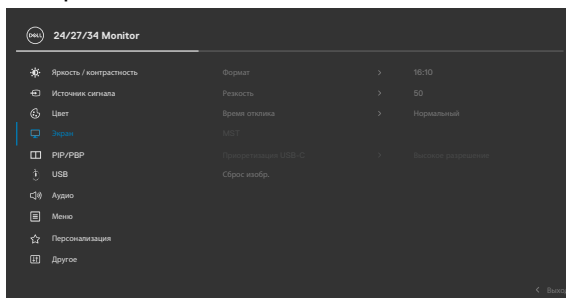 DELL 24/27/34 Monitor
Яркость / контрастность Формат > 16:10
Источник сигнала Резкость > 50
Цвет Время отклика > Нормальный
Экран MST
PIP/PBP Приоритизация USB-C > Высокое разрешение
USB Сброс изобр.
Аудио
Меню
Персонализация
Другое